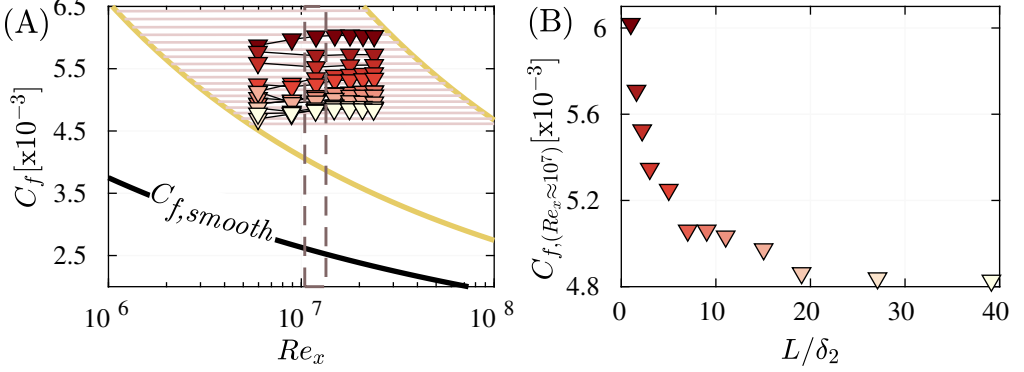 (A)
6.5
5.5
4.5
3.5
2.5
C_f[x10^−3]
C_{f,smooth}
10^6
10^7
10^8
Re_x
(B)
6
5.6
5.2
4.8
C_{f,(Re_x≈10^7)}[x10^−3]
0
10
20
30
40
L/δ_2